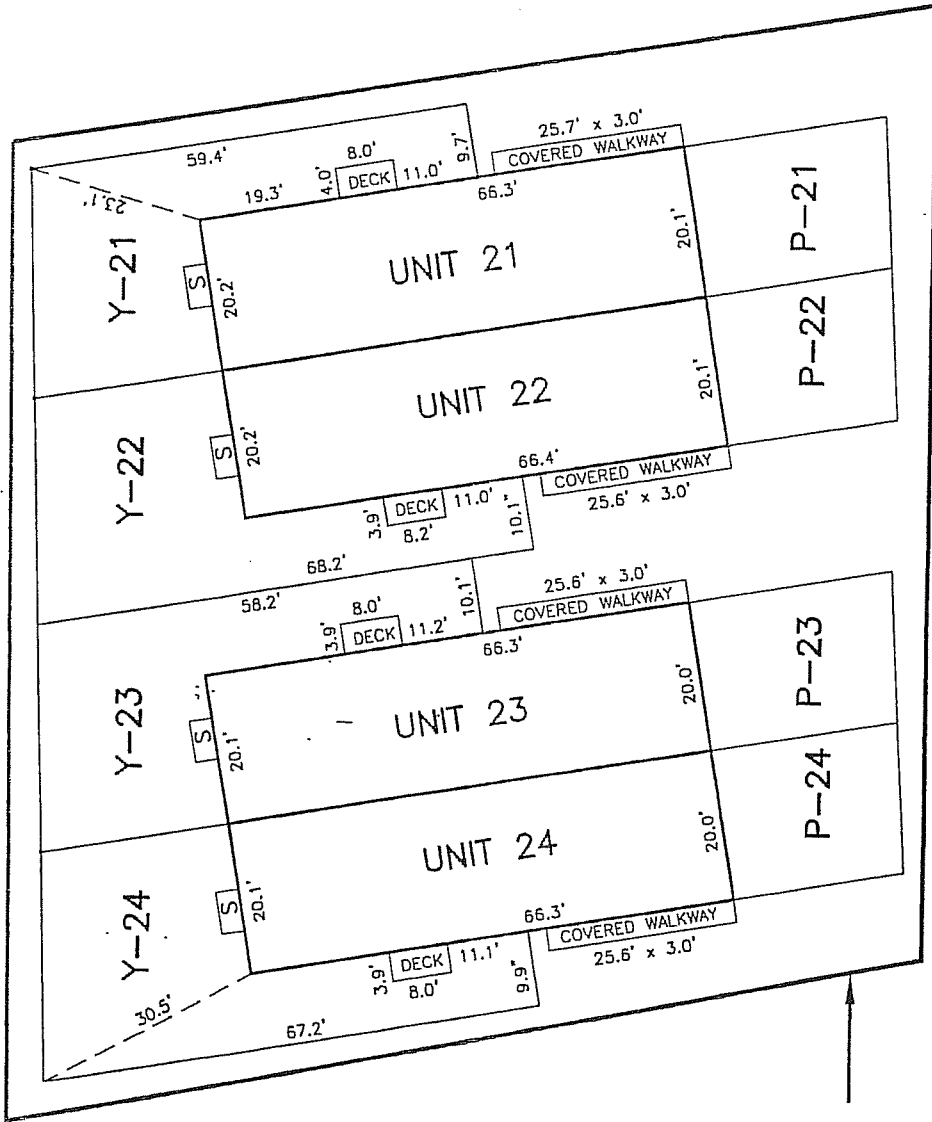 59.4'
8.0'
9.7'
25.7' x 3.0'
COVERED WALKWAY
23.1'
19.3'
4.0'
DECK
11.0'
66.3'
P-21
Y-21
S
20.2'
UNIT 21
20.1'
P-22
Y-22
S
20.2'
UNIT 22
20.1'
66.4'
COVERED WALKWAY
25.6' x 3.0'
3.9'
DECK
11.0'
8.2'
10.1"
68.2'
58.2'
8.0'
10.1'
25.6' x 3.0'
COVERED WALKWAY
3.9'
DECK
11.2'
66.3'
P-23
Y-23
S
20.1'
UNIT 23
20.0'
P-24
Y-24
S
20.1'
UNIT 24
20.0'
66.3'
COVERED WALKWAY
25.6' x 3.0'
3.9'
DECK
11.1'
8.0'
9.9"
30.5'
67.2'